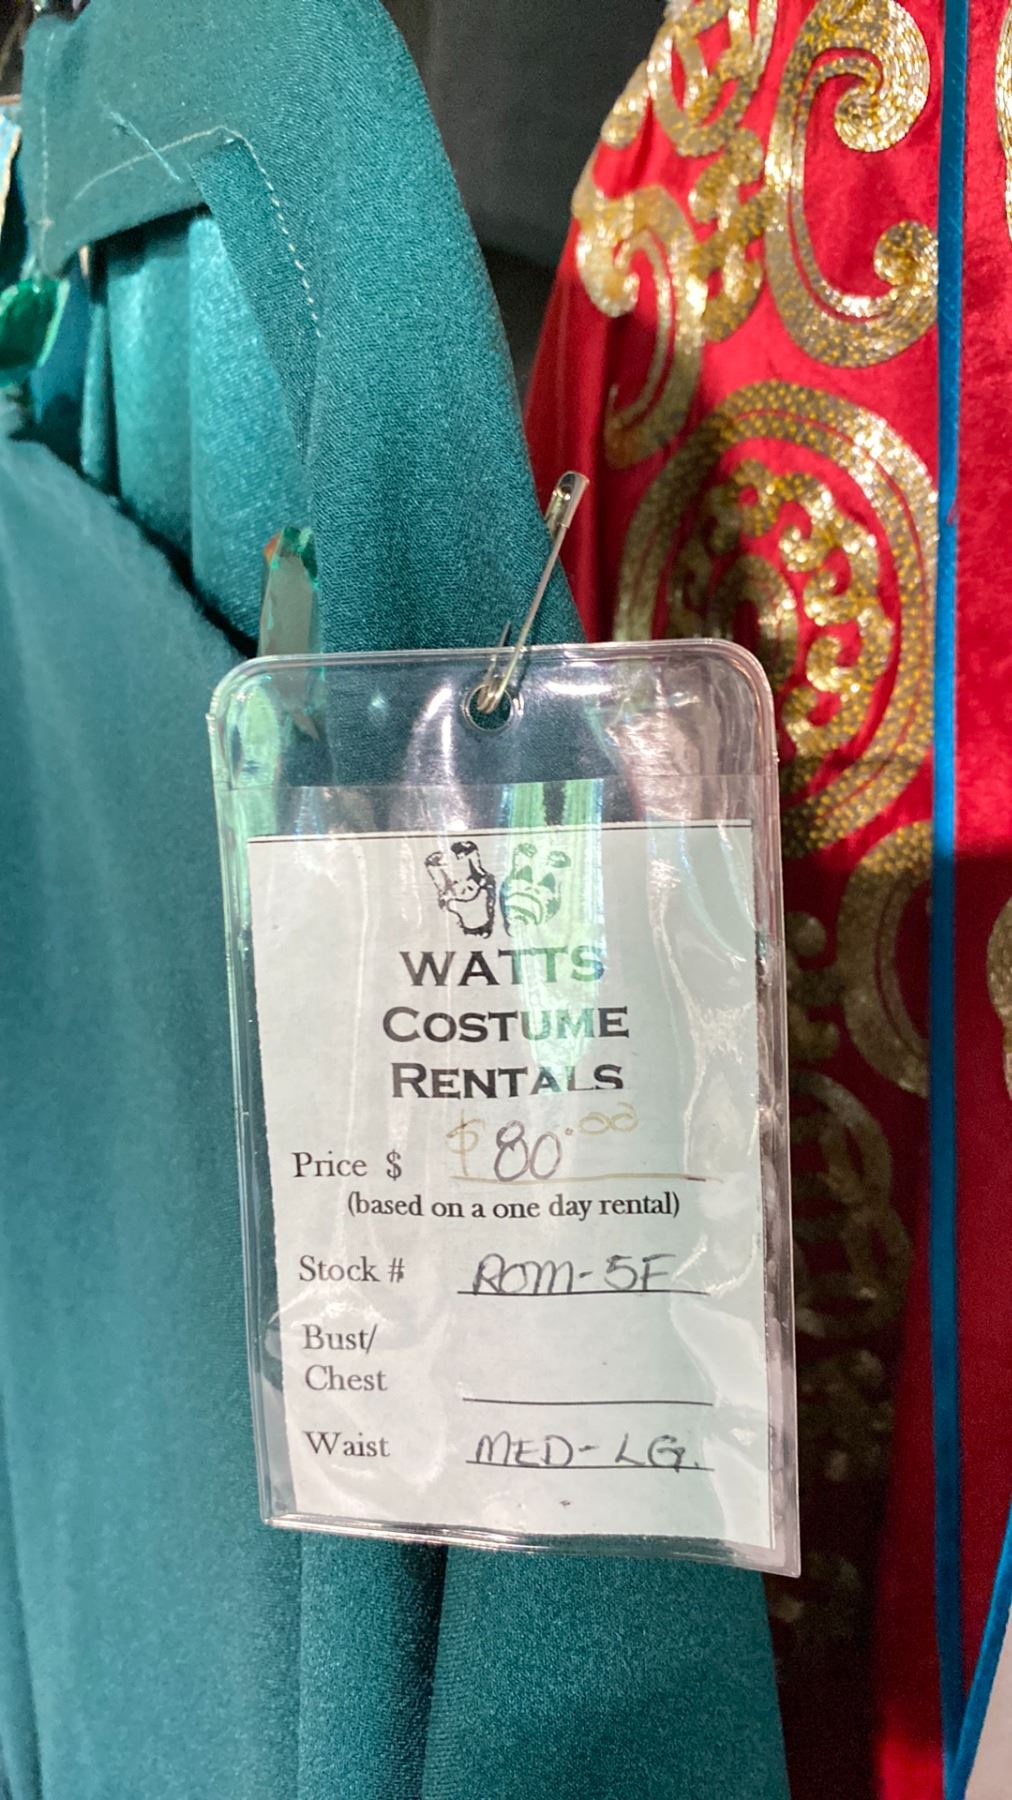 WATTS
COSTUME
RENTALS
Price $ $80.00
(based on a one day rental)
Stock # ROM-5F
Bust/
Chest
Waist MED-LG.